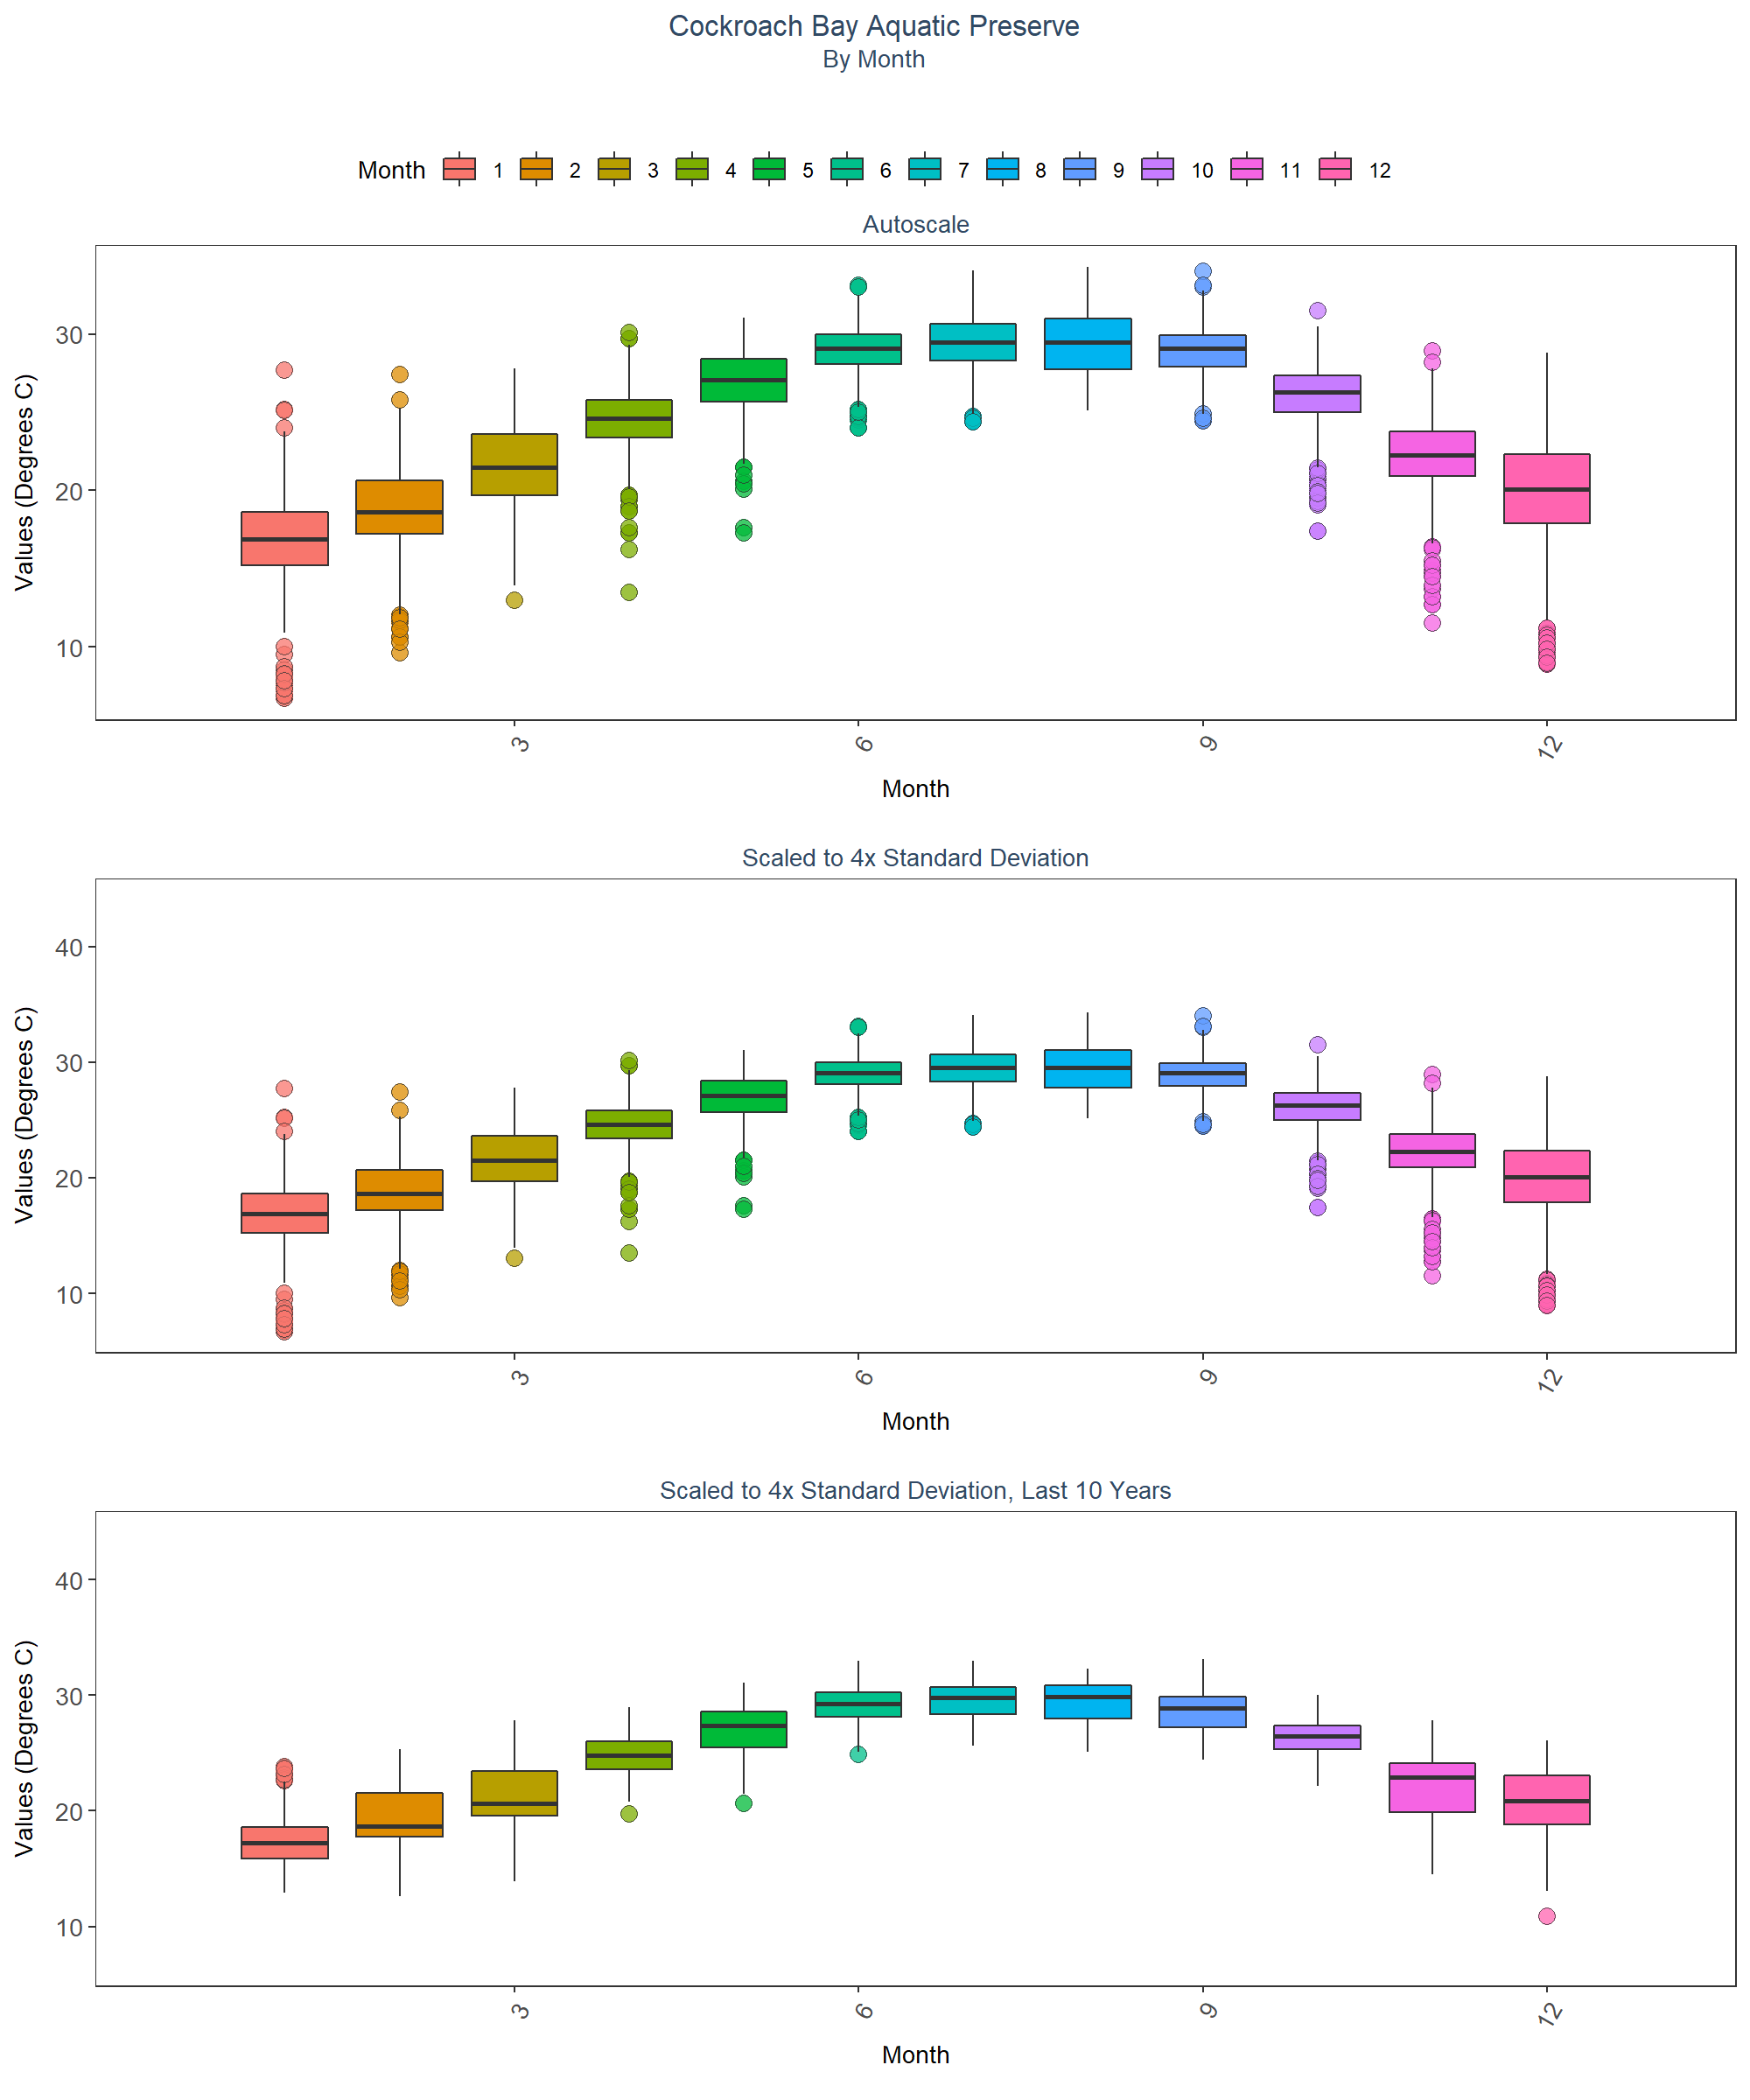 Cockroach Bay Aquatic Preserve
By Month
Month 1 2 3 4 5 6 7 8 9 10 11 12
Autoscale
Values (Degrees C)
30
20
10
3 6 9 12
Month
Scaled to 4x Standard Deviation
Values (Degrees C)
40
30
20
10
3 6 9 12
Month
Scaled to 4x Standard Deviation, Last 10 Years
Values (Degrees C)
40
30
20
10
3 6 9 12
Month